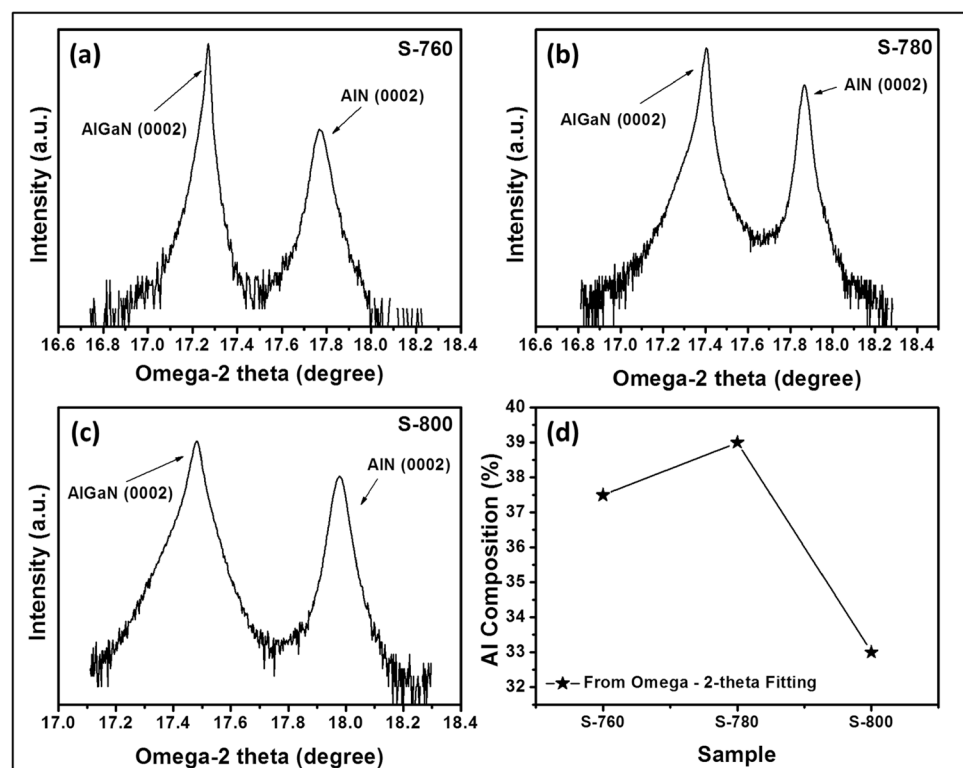 (a)
S-760
AlGaN (0002)
AlN (0002)
Intensity (a.u.)
16.6 16.8 17.0 17.2 17.4 17.6 17.8 18.0 18.2 18.4
Omega-2 theta (degree)
(b)
S-780
AlGaN (0002)
AlN (0002)
Intensity (a.u.)
16.6 16.8 17.0 17.2 17.4 17.6 17.8 18.0 18.2 18.4
Omega-2 theta (degree)
(c)
S-800
AlGaN (0002)
AlN (0002)
Intensity (a.u.)
17.0 17.2 17.4 17.6 17.8 18.0 18.2 18.4
Omega-2 theta (degree)
(d)
Al Composition (%)
40
39
38
37
36
35
34
33
32
From Omega - 2-theta Fitting
S-760 S-780 S-800
Sample